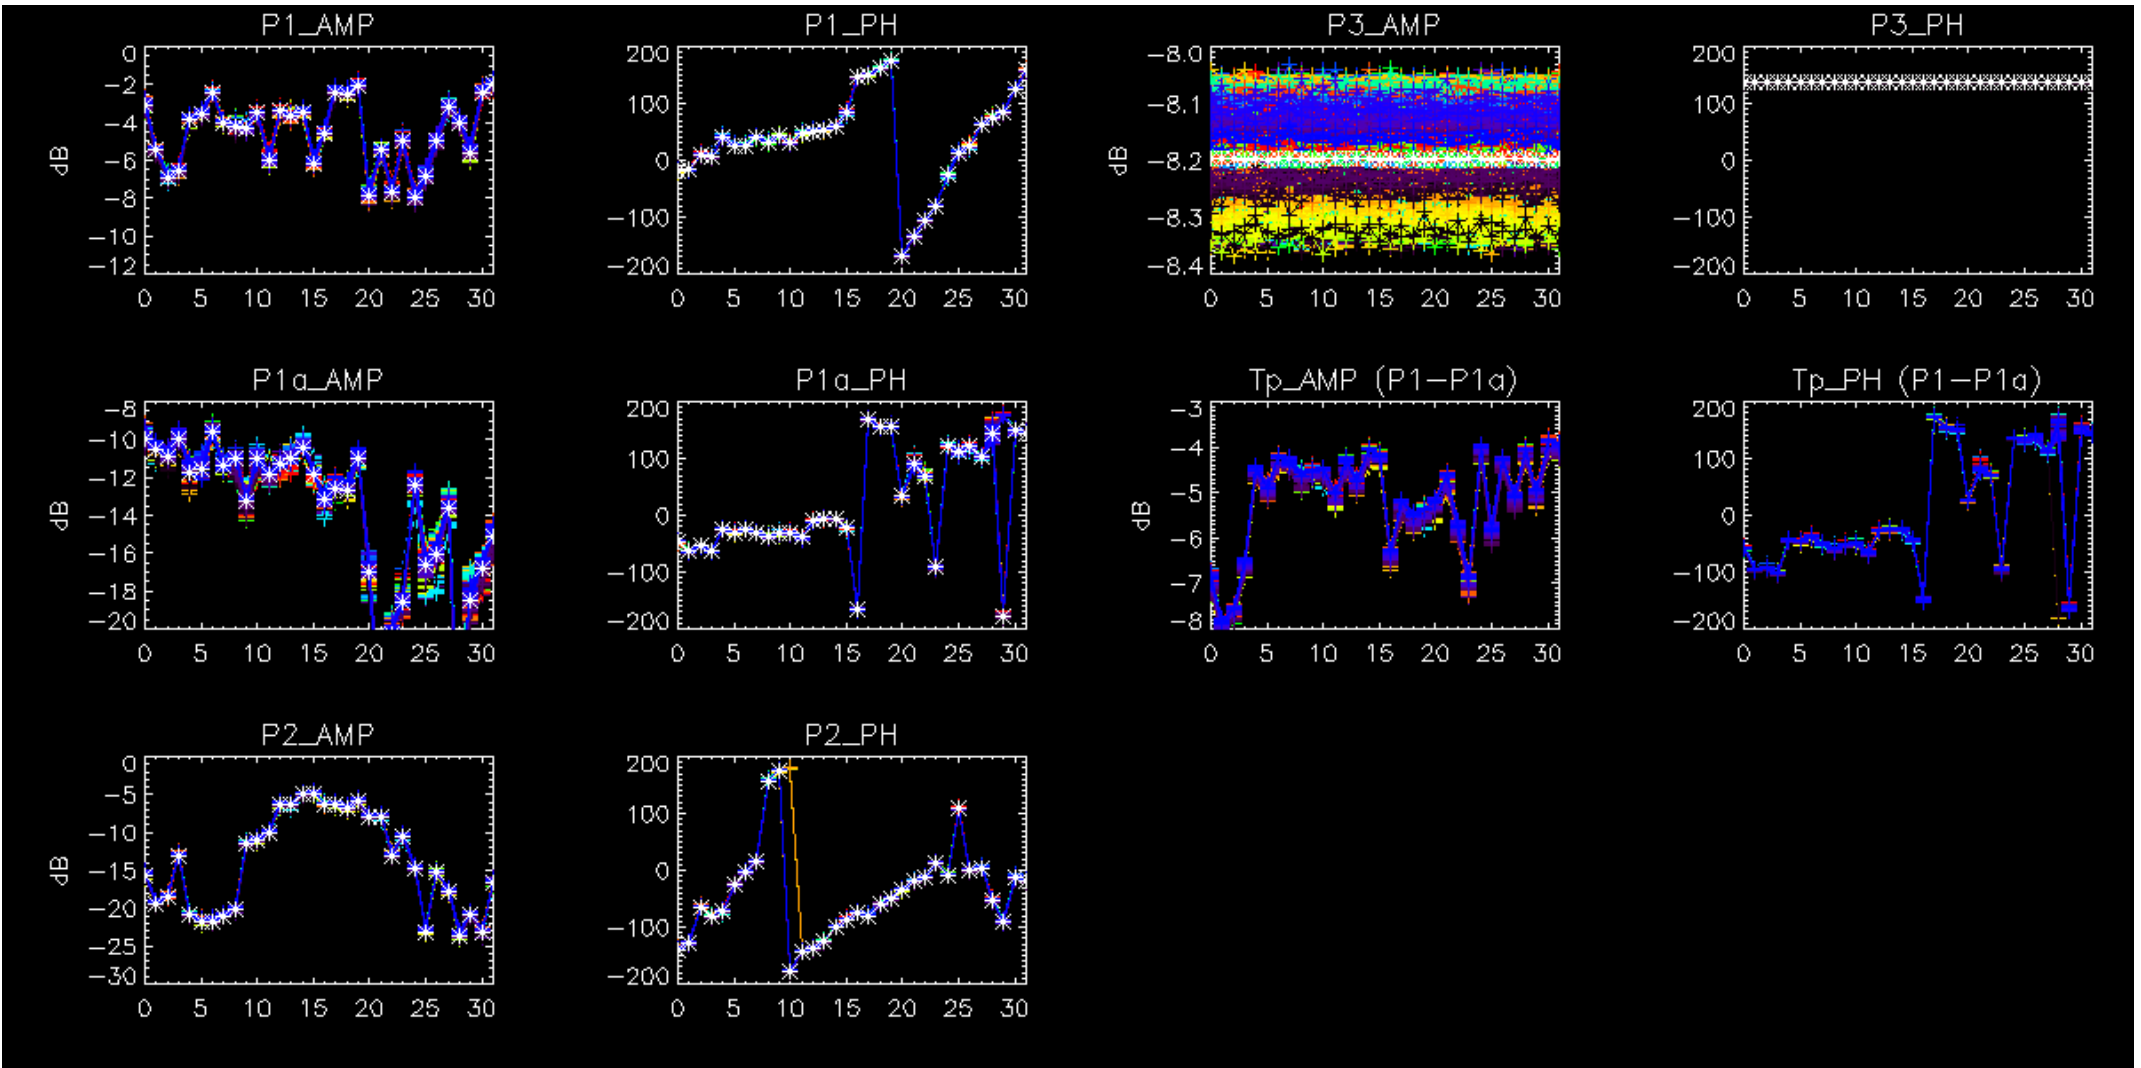 P1_AMP
P1_PH
P3_AMP
P3_PH
0
−2
−4
−6
−8
−10
−12
dB
0 5 10 15 20 25 30
200
100
0
−100
−200
0 5 10 15 20 25 30
−8.0
−8.1
−8.2
−8.3
−8.4
dB
0 5 10 15 20 25 30
200
100
0
−100
−200
0 5 10 15 20 25 30
P1a_AMP
P1a_PH
Tp_AMP (P1−P1a)
Tp_PH (P1−P1a)
−8
−10
−12
−14
−16
−18
−20
dB
0 5 10 15 20 25 30
200
100
0
−100
−200
0 5 10 15 20 25 30
−3
−4
−5
−6
−7
−8
dB
0 5 10 15 20 25 30
200
100
0
−100
−200
0 5 10 15 20 25 30
P2_AMP
P2_PH
0
−5
−10
−15
−20
−25
−30
dB
0 5 10 15 20 25 30
200
100
0
−100
−200
0 5 10 15 20 25 30